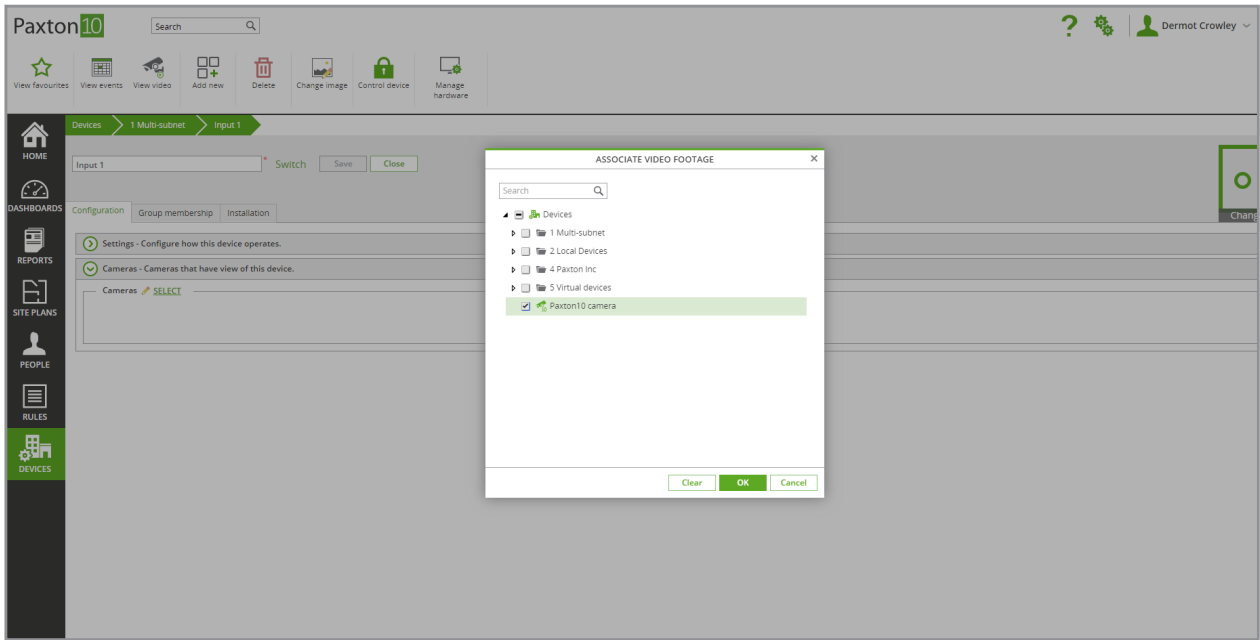 Paxton10
Search
? Dermot Crowley
View favourites
View events
View video
Add new
Delete
Change image
Control device
Manage
hardware
Devices
1 Multi-subnet
Input 1
HOME
DASHBOARDS
REPORTS
SITE PLANS
PEOPLE
RULES
DEVICES
Input 1 * Switch Save Close
Chang
Configuration Group membership Installation
Settings - Configure how this device operates.
Cameras - Cameras that have view of this device.
Cameras SELECT
ASSOCIATE VIDEO FOOTAGE
Search
Devices
1 Multi-subnet
2 Local Devices
4 Paxton Inc
5 Virtual devices
Paxton10 camera
Clear OK Cancel